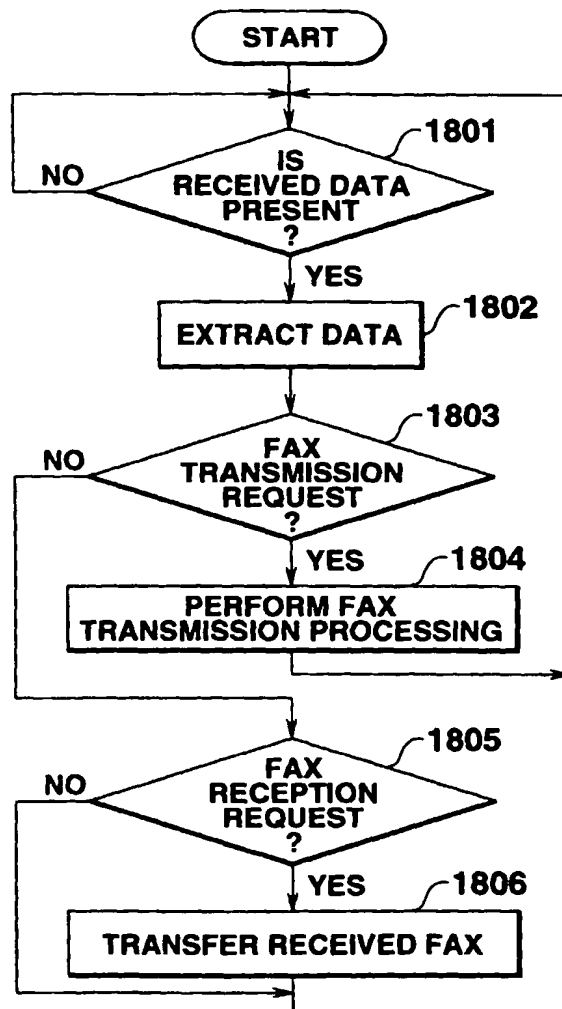 START
1801
IS
RECEIVED DATA
PRESENT
?
NO
YES
1802
EXTRACT DATA
1803
FAX
TRANSMISSION
REQUEST
?
NO
YES
1804
PERFORM FAX
TRANSMISSION PROCESSING
1805
FAX
RECEPTION
REQUEST
?
NO
YES
1806
TRANSFER RECEIVED FAX